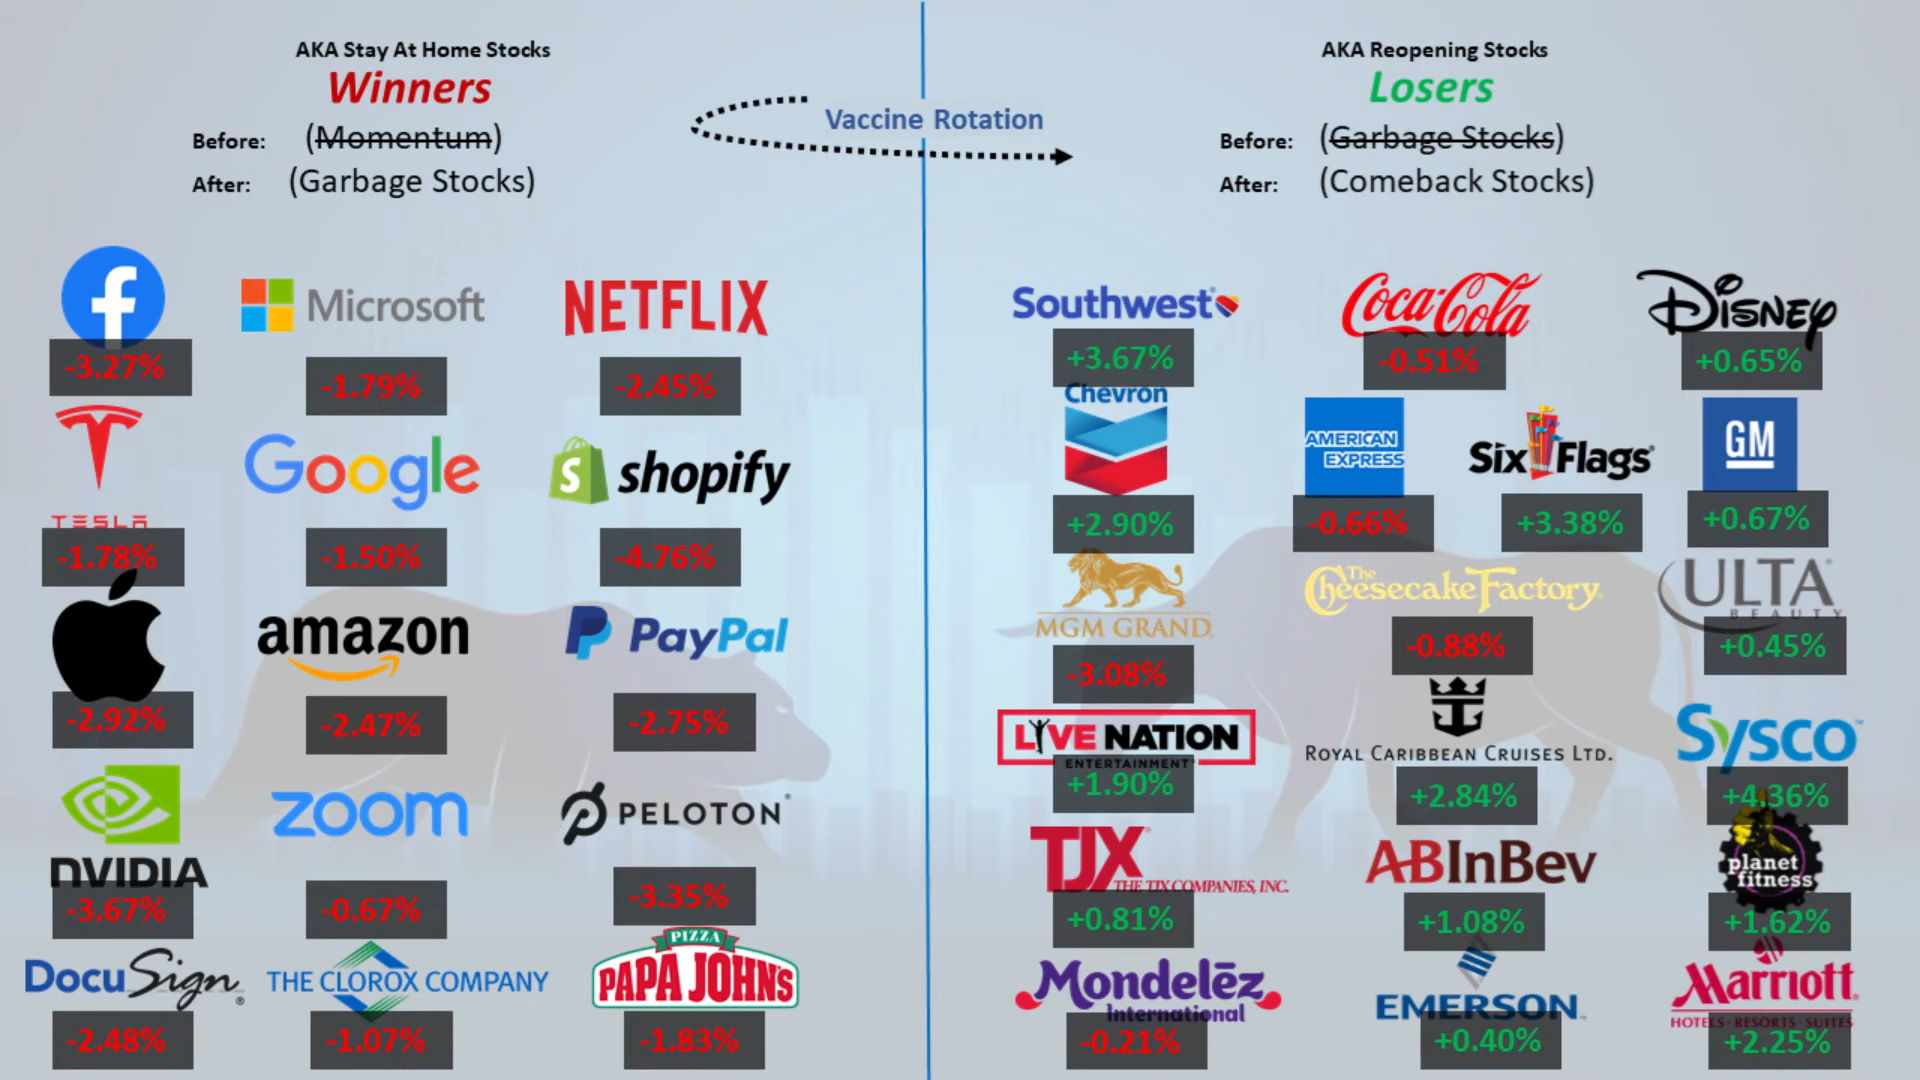 AKA Stay At Home Stocks
Winners
Before: (Momentum)
After: (Garbage Stocks)
Vaccine Rotation
AKA Reopening Stocks
Losers
Before: (Garbage Stocks)
After: (Comeback Stocks)
f
-3.27%
Microsoft
-1.79%
NETFLIX
-2.45%
TESLA
-1.78%
Google
-1.50%
S shopify
-4.76%
-2.92%
amazon
-2.47%
P PayPal
-2.75%
NVIDIA
-3.67%
zoom
-0.67%
PELOTON
-3.35%
DocuSign
-2.48%
THE CLOROX COMPANY
-1.07%
PIZZA
PAPA JOHN'S
-1.83%
Southwest
+3.67%
Coca-Cola
-0.51%
Disney
+0.65%
Chevron
+2.90%
AMERICAN
EXPRESS
-0.66%
Six Flags
+3.38%
GM
+0.67%
MGM GRAND.
-3.08%
The Cheesecake Factory
-0.88%
ULTA
BEAUTY
+0.45%
LIVE NATION
ENTERTAINMENT
+1.90%
ROYAL CARIBBEAN CRUISES LTD.
+2.84%
Sysco™
+4.36%
TJX
THE TJX COMPANIES, INC.
+0.81%
ABInBev
+1.08%
planet
fitness
+1.62%
Mondelēz
International
-0.21%
EMERSON
+0.40%
Marriott
HOTELS · RESORTS · SUITES
+2.25%